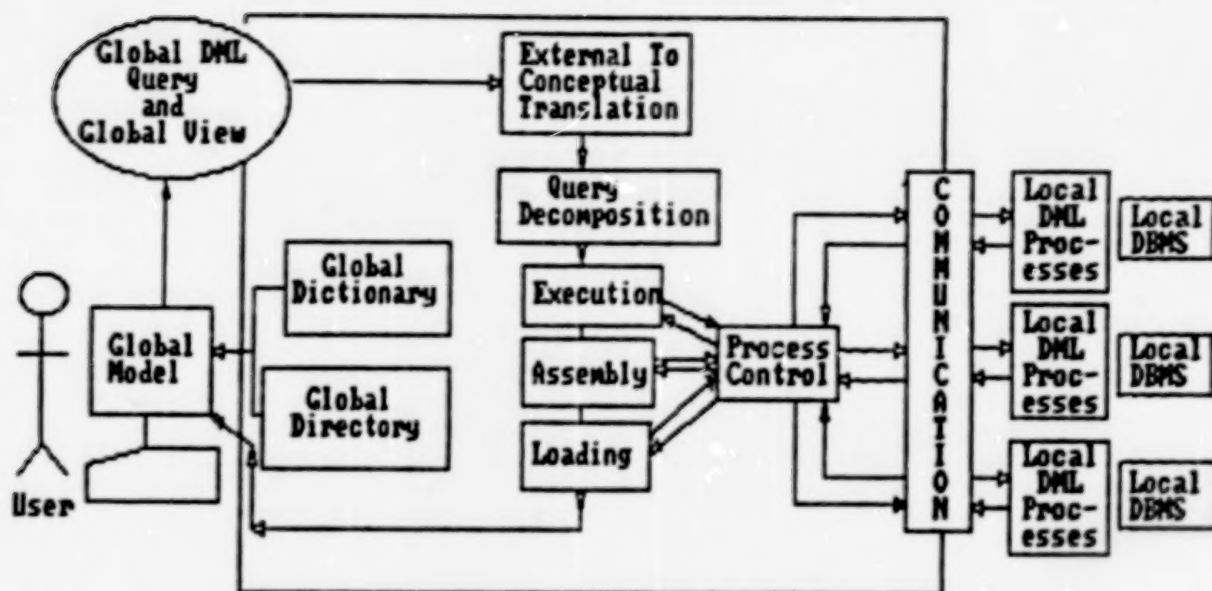 Global DML
Query
and
Global View
External To
Conceptual
Translation
Query
Decomposition
Global
Dictionary
Global
Directory
Global
Model
User
Execution
Assembly
Loading
Process
Control
COMMUNICATION
Local
DML
Proc-
esses
Local
DBMS
Local
DML
Proc-
esses
Local
DBMS
Local
DML
Proc-
esses
Local
DBMS